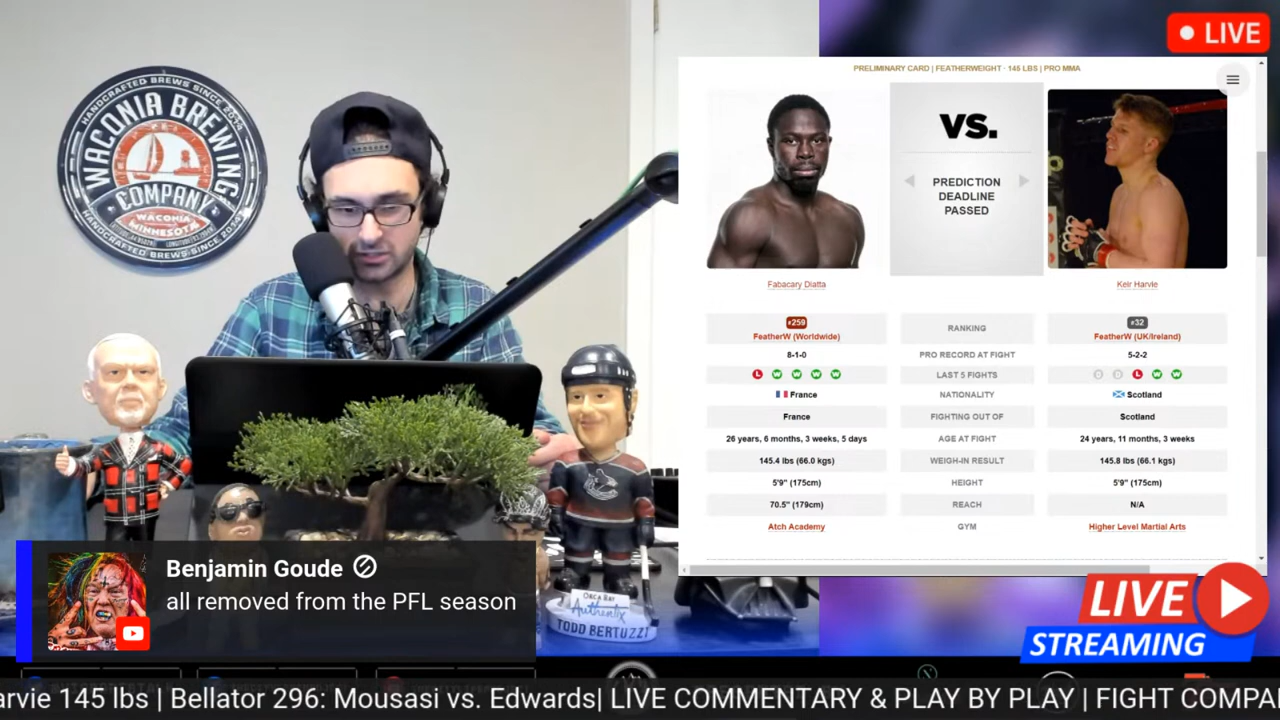 LIVE
HANDCRAFTED BREWS SINCE 2014
WACONIA BREWING
COMPANY
WACONIA
MINNESOTA
PRELIMINARY CARD | FEATHERWEIGHT · 145 LBS | PRO MMA
VS.
PREDICTION
DEADLINE
PASSED
Fabacary Diatta
Keir Harvie
#259
RANKING
#32
FeatherW (Worldwide)
FeatherW (UK/Ireland)
8-1-0
PRO RECORD AT FIGHT
5-2-2
L W W W W
LAST 5 FIGHTS
D D L W W
France
NATIONALITY
Scotland
France
FIGHTING OUT OF
Scotland
26 years, 6 months, 3 weeks, 5 days
AGE AT FIGHT
24 years, 11 months, 3 weeks
145.4 lbs (66.0 kgs)
WEIGH-IN RESULT
145.8 lbs (66.1 kgs)
5'9" (175cm)
HEIGHT
5'9" (175cm)
70.5" (179cm)
REACH
N/A
Atch Academy
GYM
Higher Level Martial Arts
Benjamin Goude
all removed from the PFL season
ORCA BAY
Authentix
TODD BERTUZZI
LIVE
STREAMING
arvie 145 lbs | Bellator 296: Mousasi vs. Edwards| LIVE COMMENTARY & PLAY BY PLAY | FIGHT COMPA